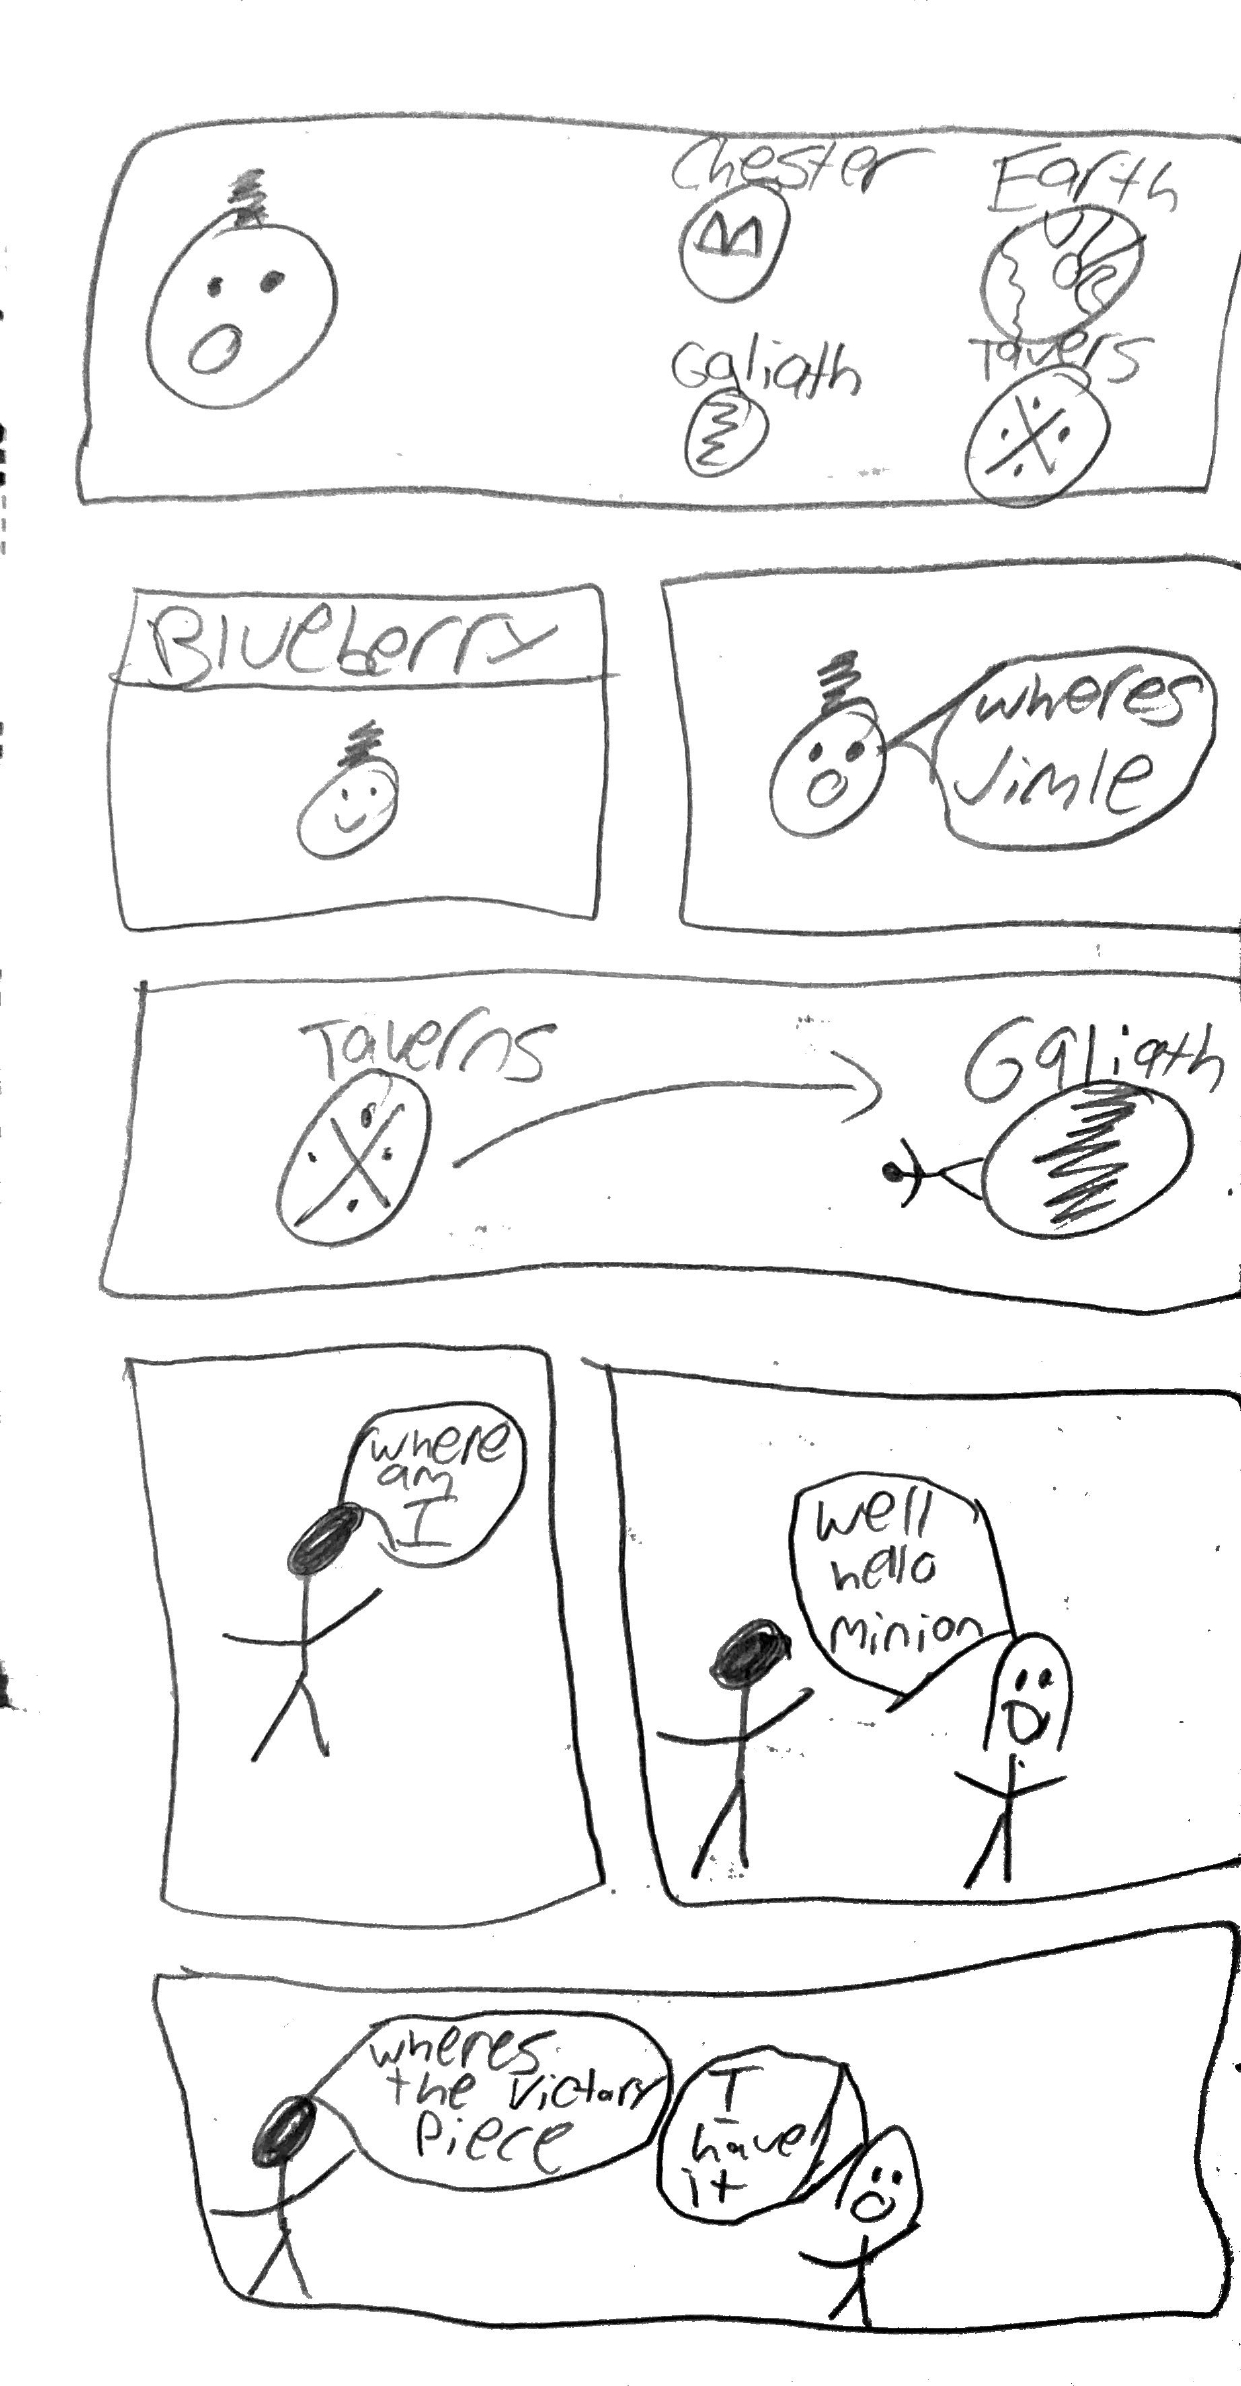 Chester
Earth
Galiath
Tavers
Blueberry
wheres
Jimle
Taverns
Galiath
where
am
I
well
hello
minion
wheres
the victary
piece
I
have
it